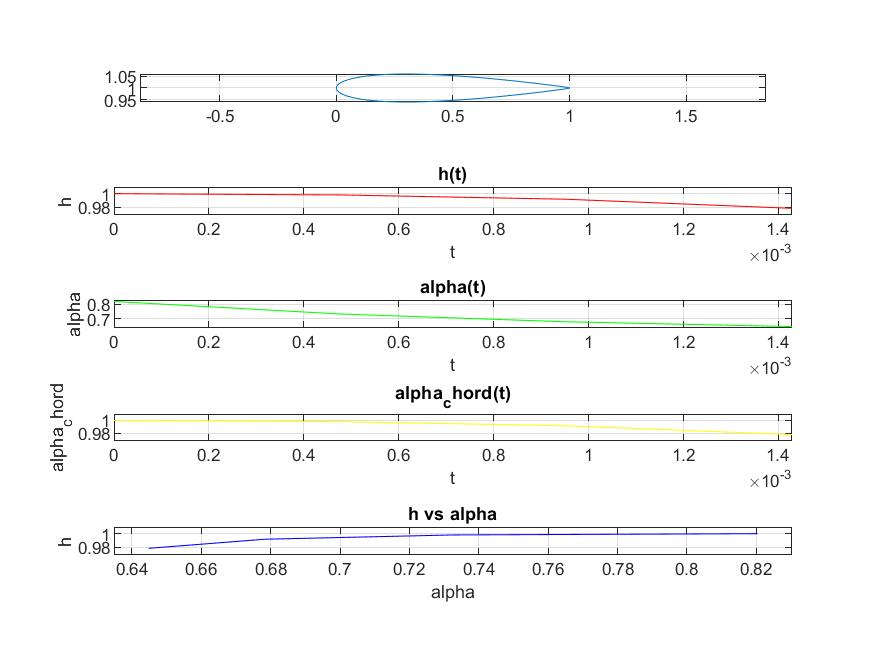 1.05
1
0.95
-0.5 0 0.5 1 1.5
h(t)
h
1
0.98
0 0.2 0.4 0.6 0.8 1 1.2 1.4
t
×10-3
alpha(t)
alpha
0.8
0.7
0 0.2 0.4 0.6 0.8 1 1.2 1.4
t
×10-3
alphachord(t)
alphachord
1
0.98
0 0.2 0.4 0.6 0.8 1 1.2 1.4
t
×10-3
h vs alpha
h
1
0.98
0.64 0.66 0.68 0.7 0.72 0.74 0.76 0.78 0.8 0.82
alpha